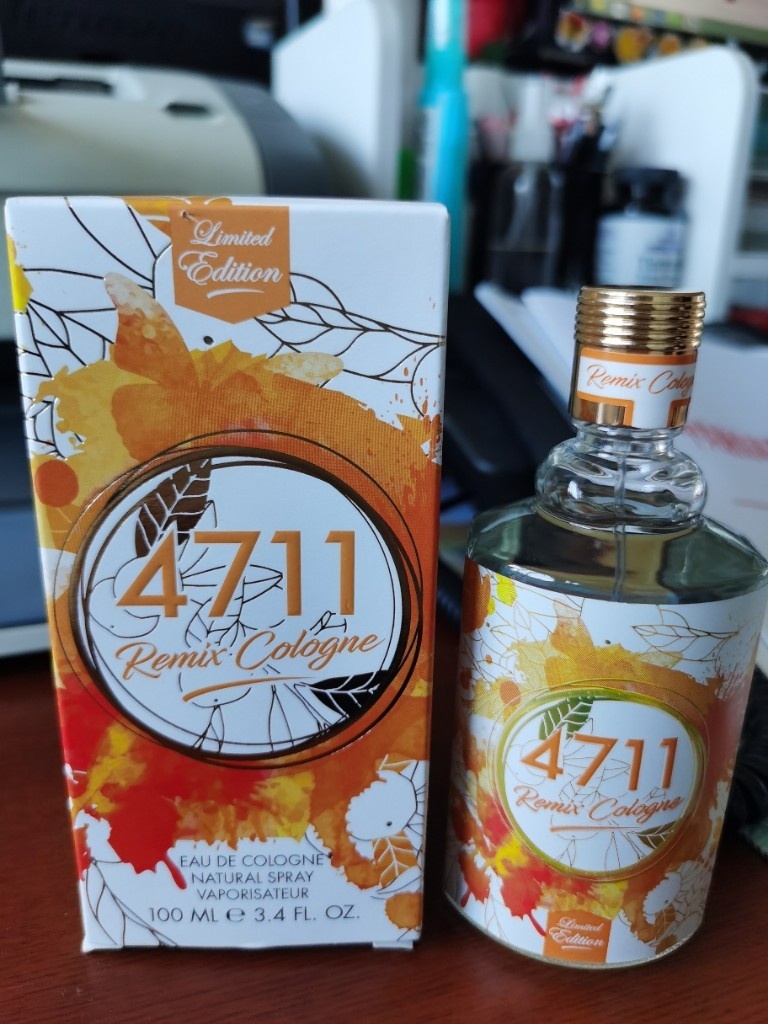 Limited
Edition
4711
Remix Cologne
EAU DE COLOGNE
NATURAL SPRAY
VAPORISATEUR
100 ML ℮ 3.4 FL. OZ.
Remix Colog
4711
Remix Cologne
Limited
Edition